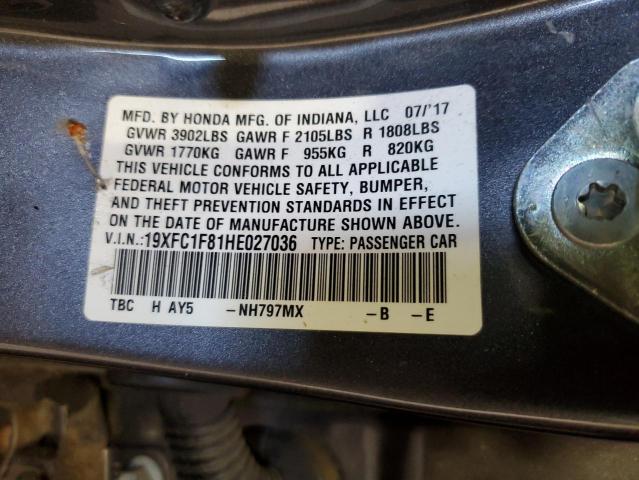 MFD. BY HONDA MFG. OF INDIANA, LLC 07/'17
GVWR 3902LBS GAWR F 2105LBS R 1808LBS
GVWR 1770KG GAWR F 955KG R 820KG
THIS VEHICLE CONFORMS TO ALL APPLICABLE
FEDERAL MOTOR VEHICLE SAFETY, BUMPER,
AND THEFT PREVENTION STANDARDS IN EFFECT
ON THE DATE OF MANUFACTURE SHOWN ABOVE.
V.I.N.:19XFC1F81HE027036 TYPE: PASSENGER CAR
TBC H AY5 -NH797MX -B -E